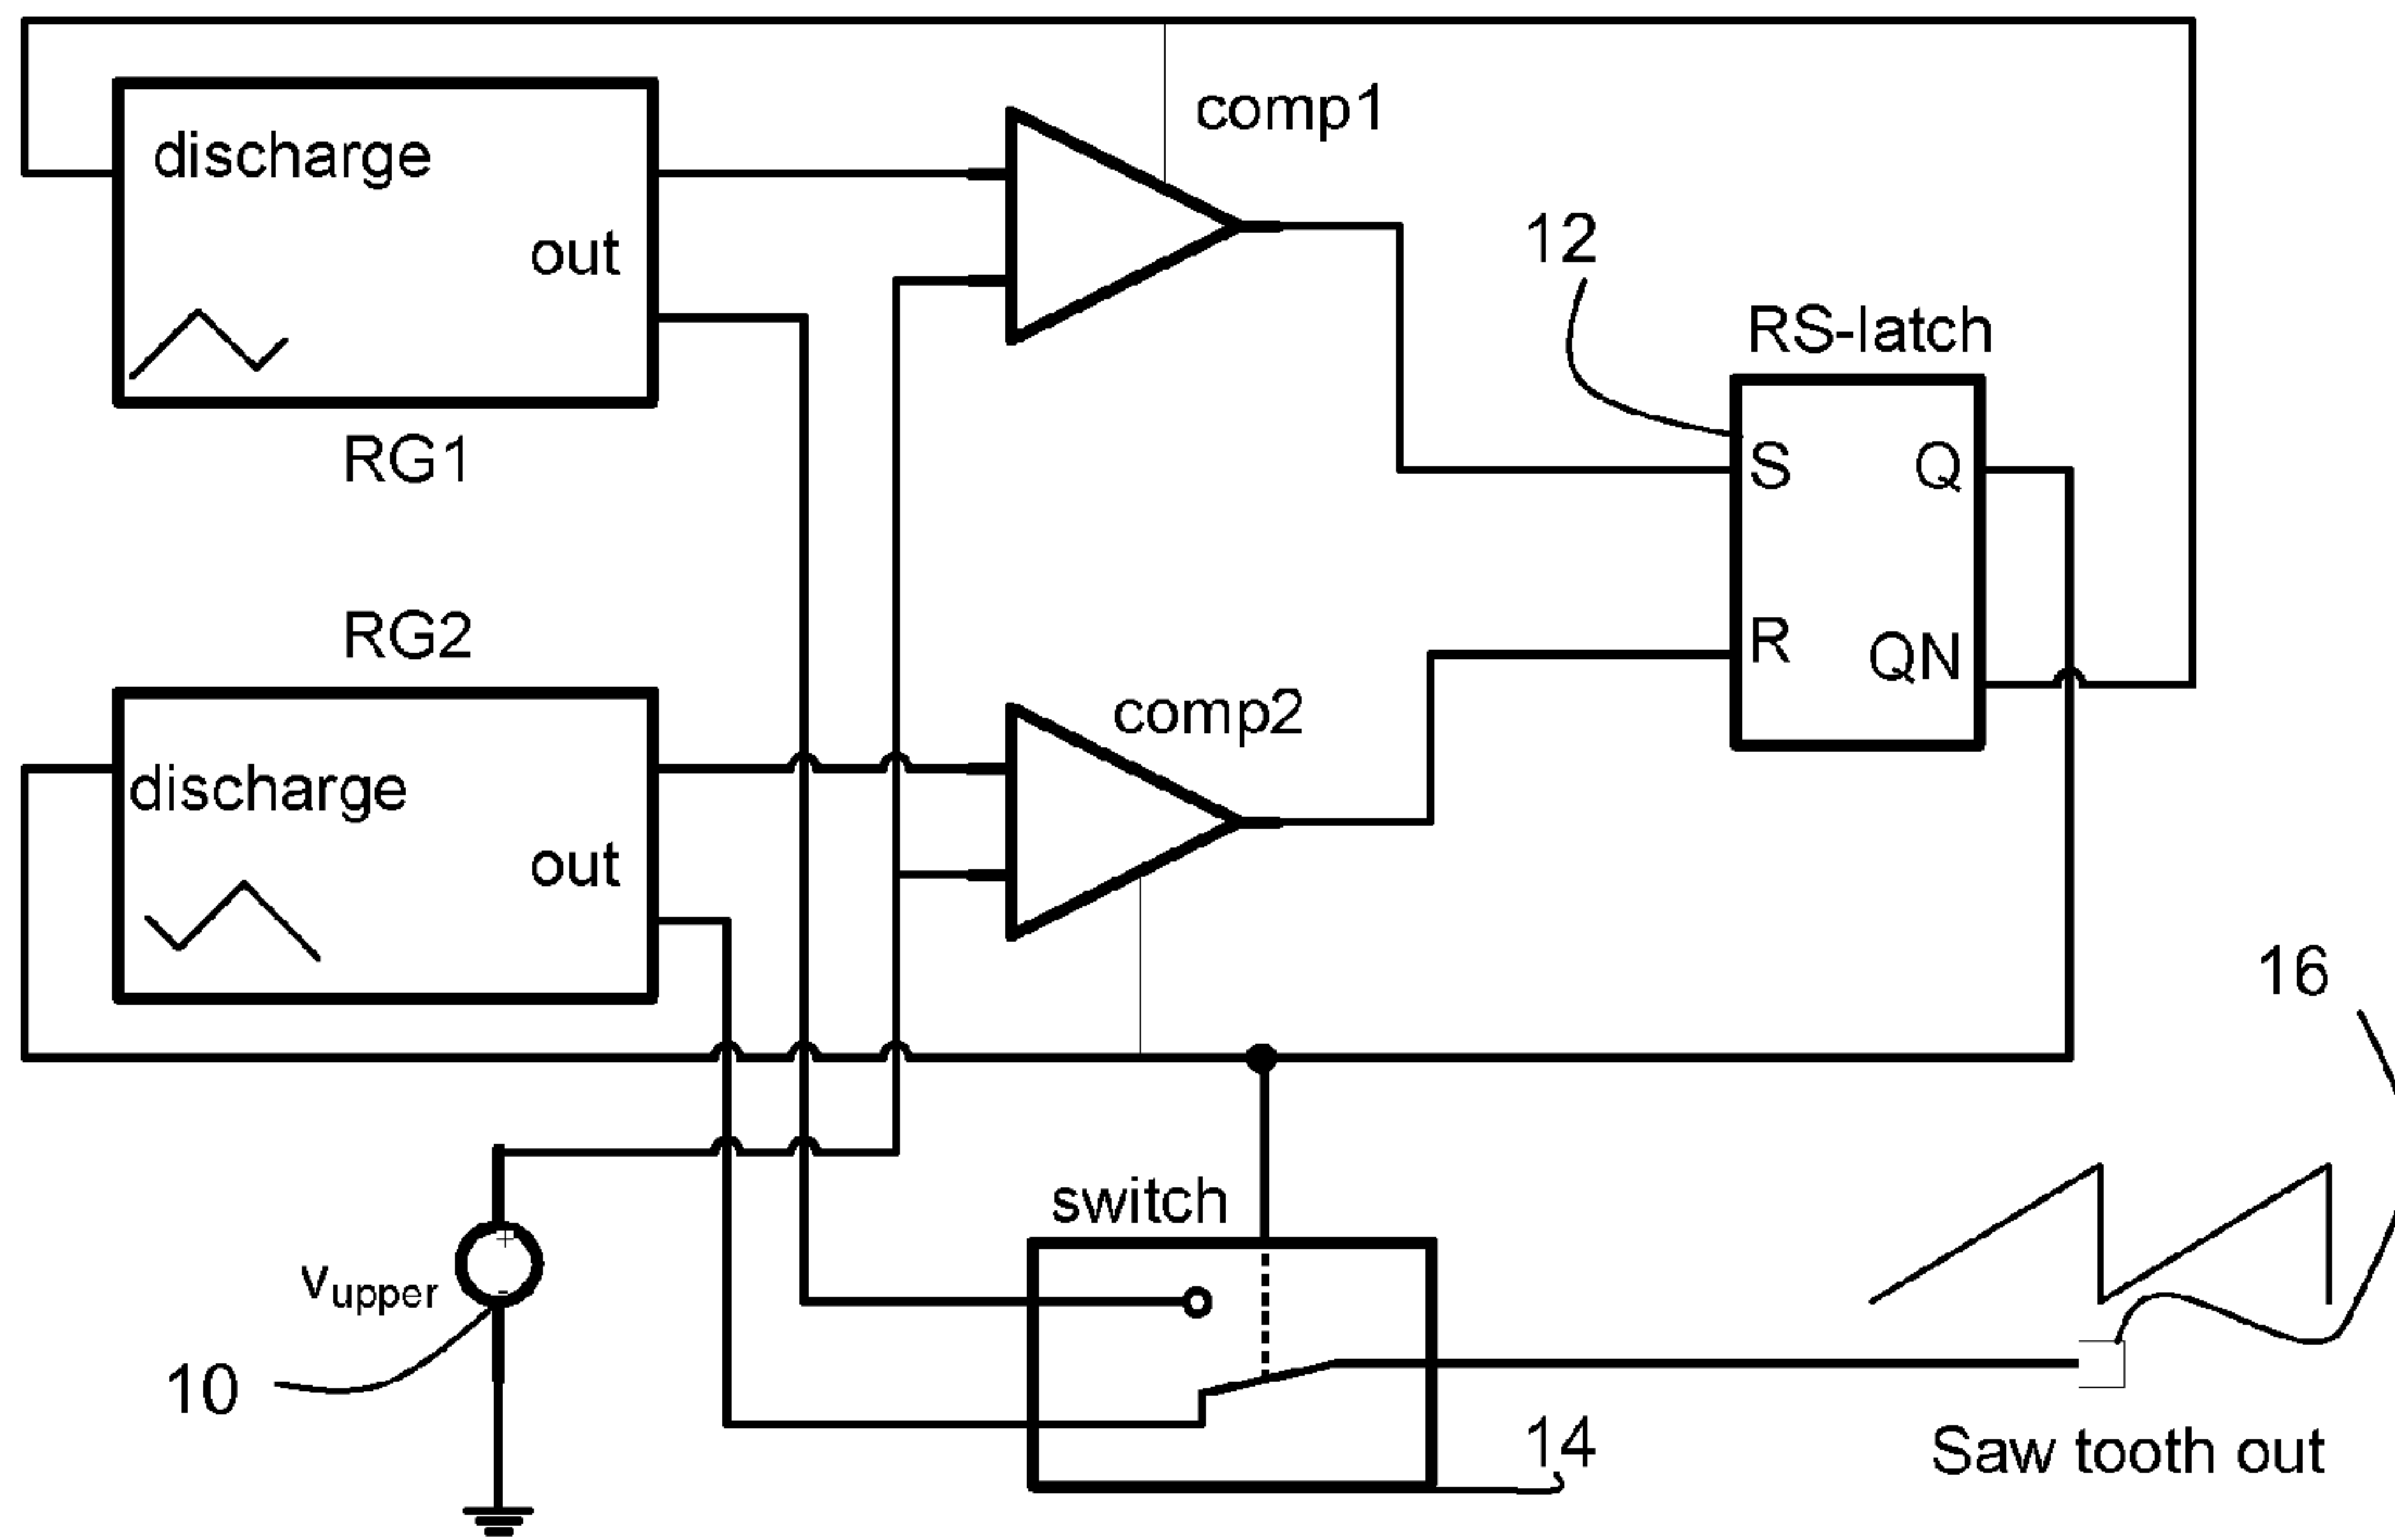 comp1
discharge
out
12
RS-latch
RG1
S Q
RG2
R QN
comp2
discharge
out
16
switch
+
vupper
-
10
14
Saw tooth out